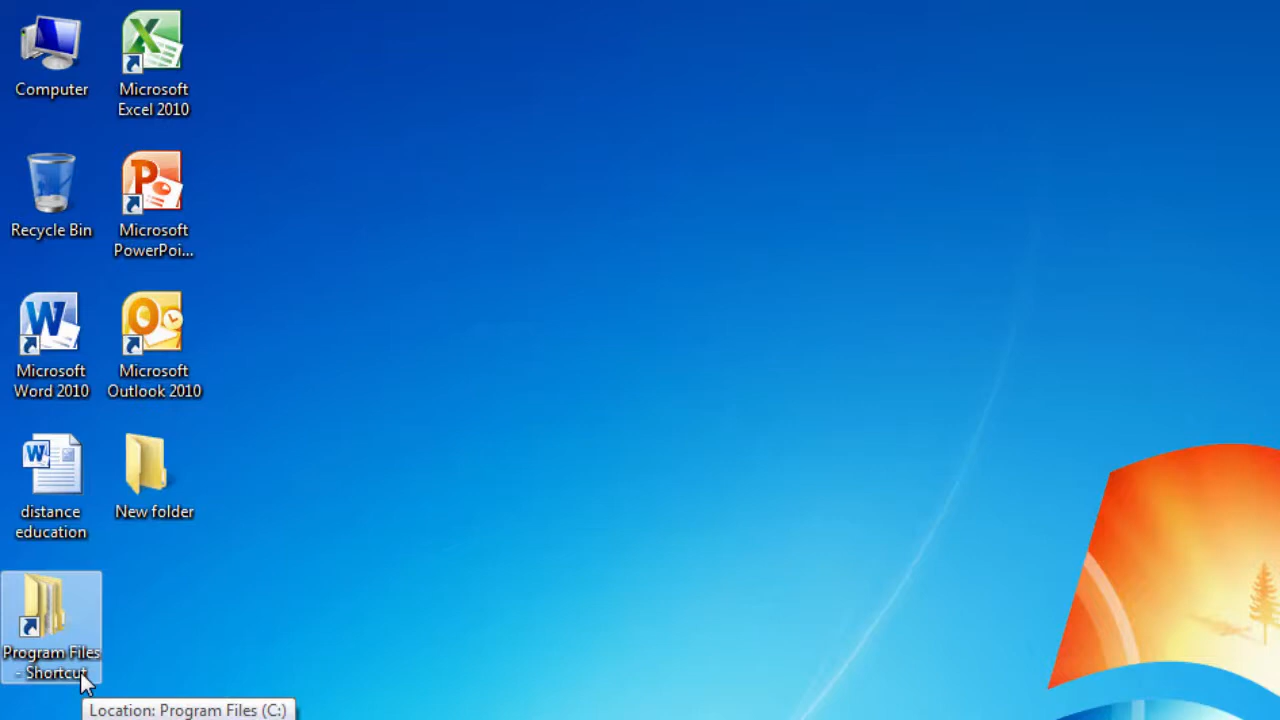 Computer
Microsoft
Excel 2010
Recycle Bin
Microsoft
PowerPoi...
Microsoft
Word 2010
Microsoft
Outlook 2010
distance
education
New folder
Program Files
- Shortcut
Location: Program Files (C:)